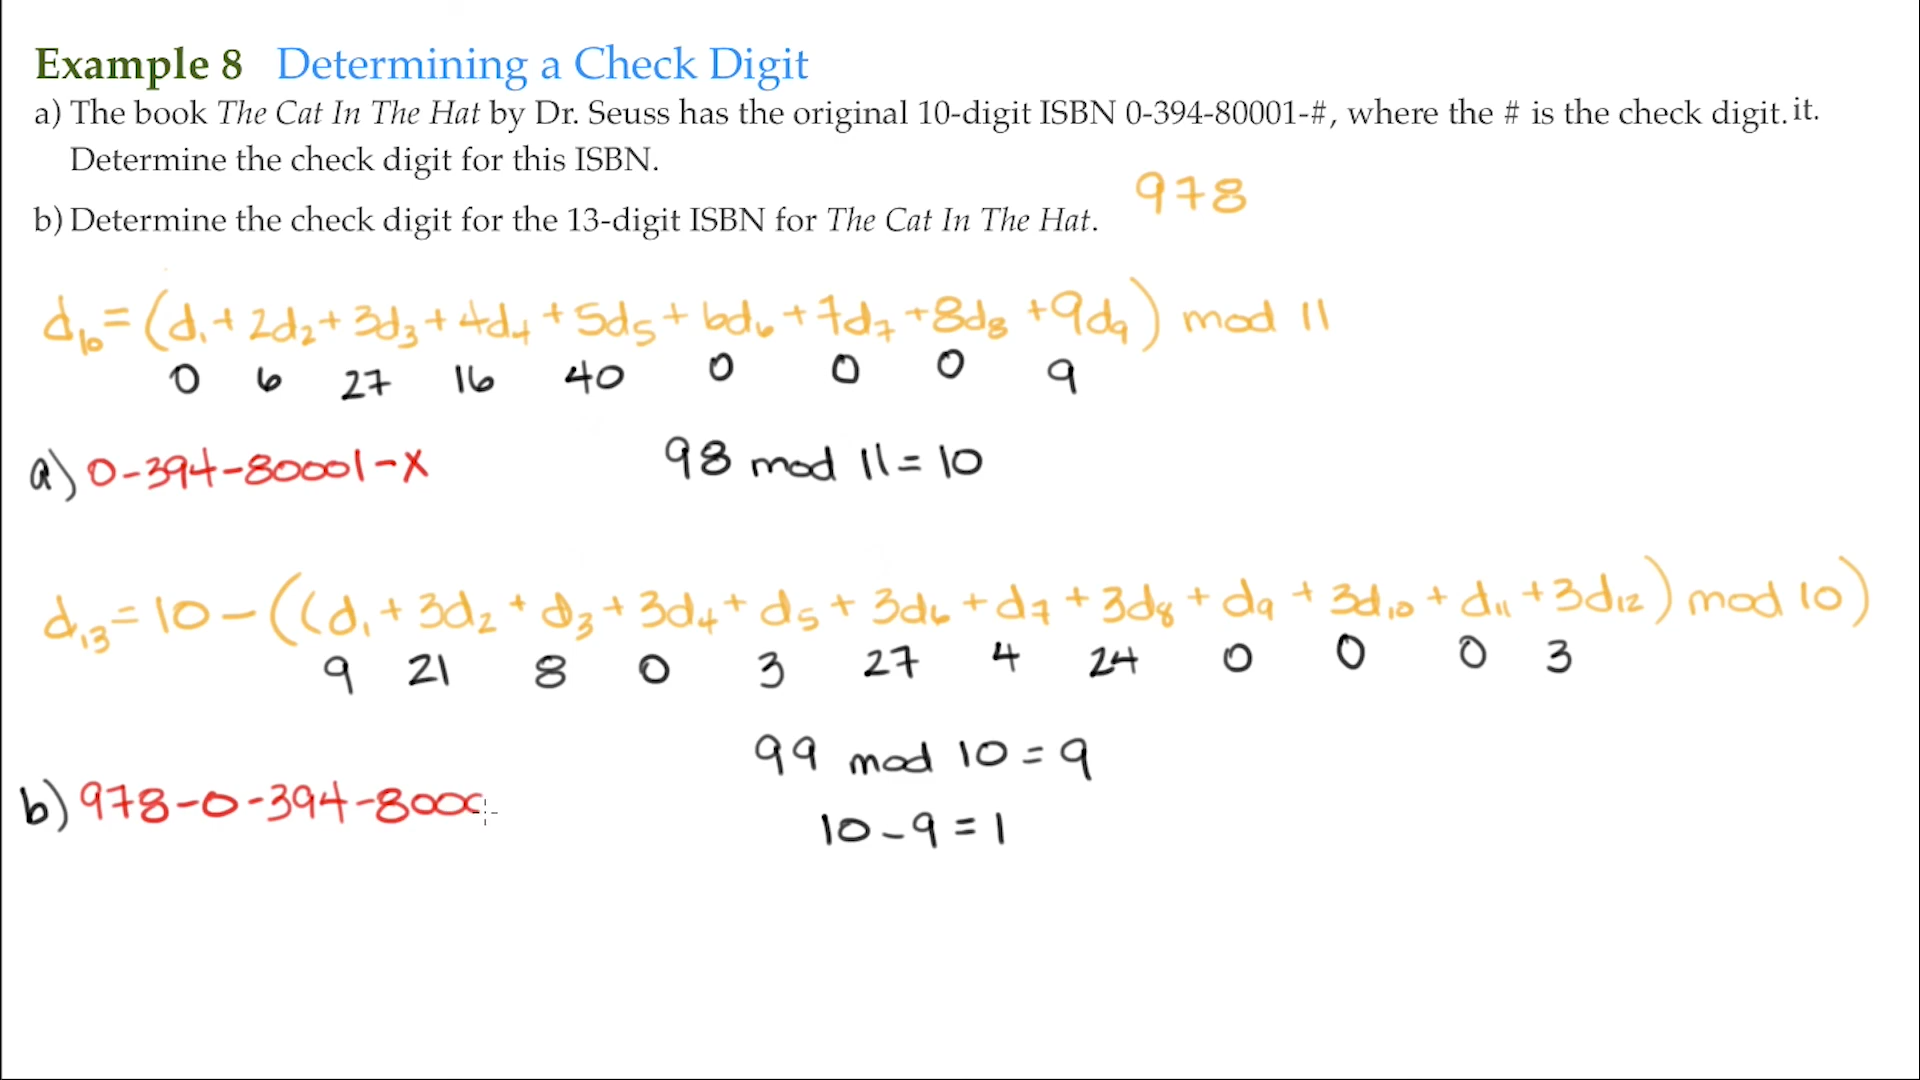 Example 8 Determining a Check Digit
a) The book The Cat In The Hat by Dr. Seuss has the original 10-digit ISBN 0-394-80001-#, where the # is the check digit. it.
Determine the check digit for this ISBN.
978
b) Determine the check digit for the 13-digit ISBN for The Cat In The Hat.
d₁₀ = (d₁ + 2d₂ + 3d₃ + 4d₄ + 5d₅ + 6d₆ + 7d₇ + 8d₈ + 9d₉) mod 11
0 6 27 16 40 0 0 0 9
a) 0-394-80001-X 98 mod 11 = 10
d₁₃ = 10 - ((d₁ + 3d₂ + d₃ + 3d₄ + d₅ + 3d₆ + d₇ + 3d₈ + d₉ + 3d₁₀ + d₁₁ + 3d₁₂) mod 10)
9 21 8 0 3 27 4 24 0 0 0 3
99 mod 10 = 9
b) 978-0-394-8000
10 - 9 = 1